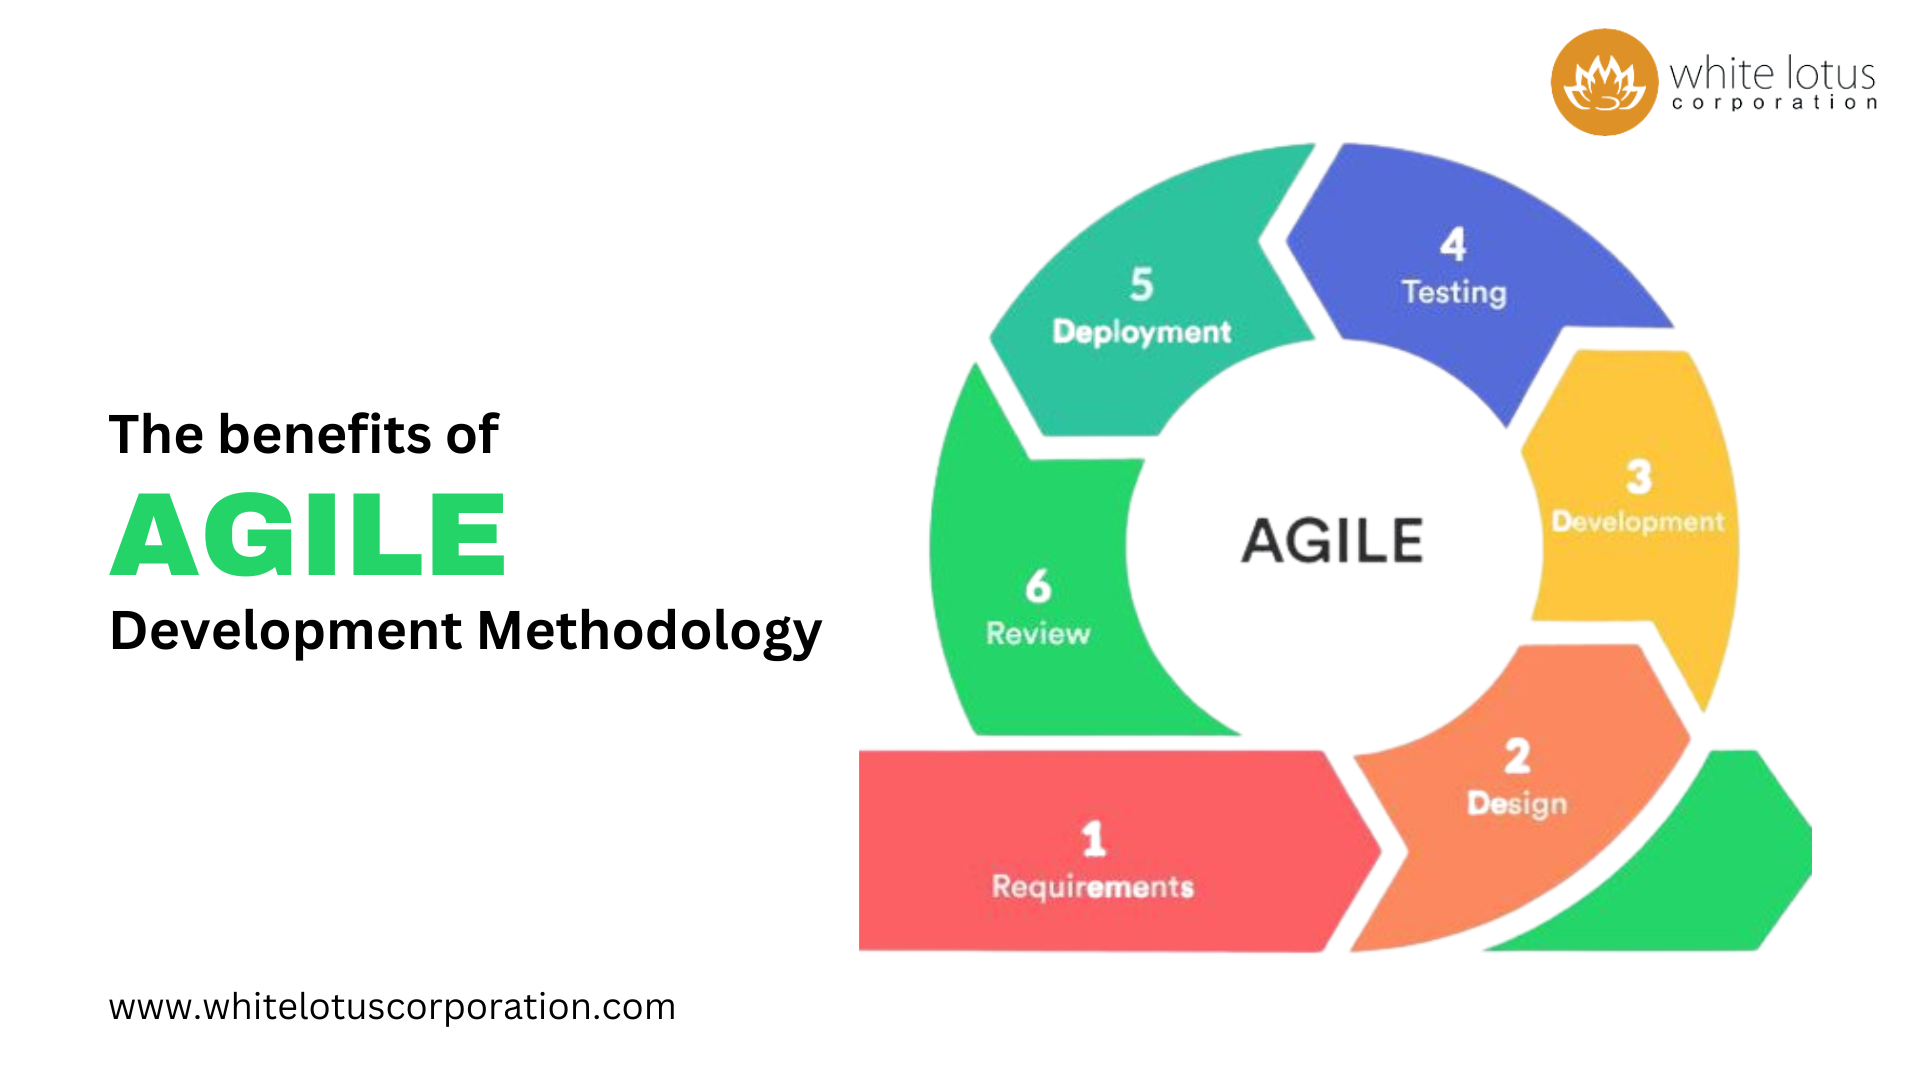 white lotus
corporation
The benefits of
AGILE
Development Methodology
www.whitelotuscorporation.com
AGILE
1
Requirements
2
Design
3
Development
4
Testing
5
Deployment
6
Review